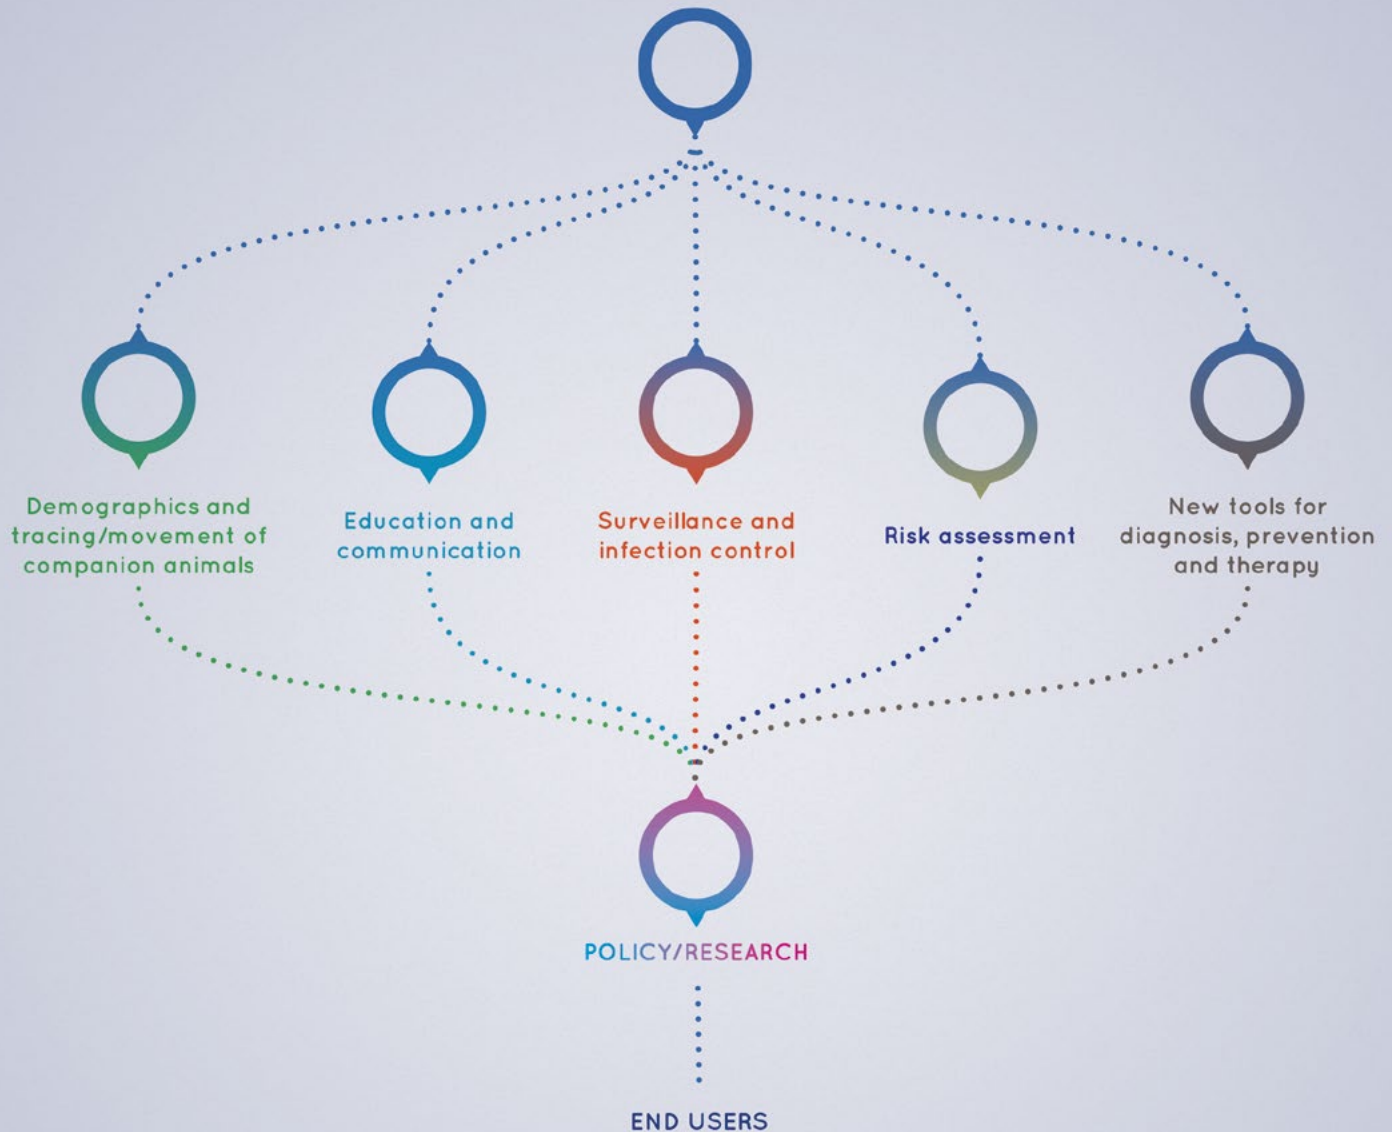 Demographics and
tracing/movement of
companion animals
Education and
communication
Surveillance and
infection control
Risk assessment
New tools for
diagnosis, prevention
and therapy
POLICY/RESEARCH
END USERS